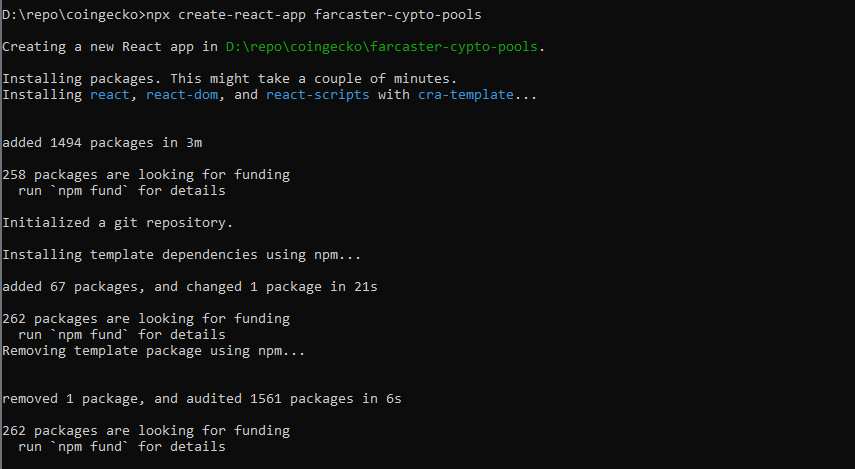 D:\repo\coingecko>npx create-react-app farcaster-cypto-pools
Creating a new React app in D:\repo\coingecko\farcaster-cypto-pools.
Installing packages. This might take a couple of minutes.
Installing react, react-dom, and react-scripts with cra-template...
added 1494 packages in 3m
258 packages are looking for funding
  run `npm fund` for details
Initialized a git repository.
Installing template dependencies using npm...
added 67 packages, and changed 1 package in 21s
262 packages are looking for funding
  run `npm fund` for details
Removing template package using npm...
removed 1 package, and audited 1561 packages in 6s
262 packages are looking for funding
  run `npm fund` for details